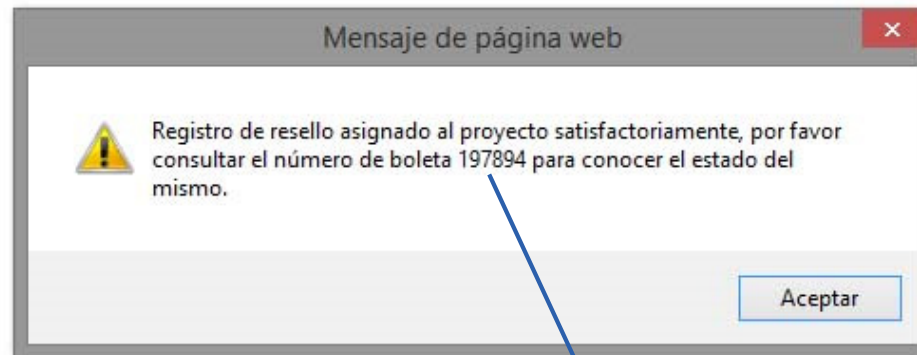 Mensaje de página web
Registro de resello asignado al proyecto satisfactoriamente, por favor
consultar el número de boleta 197894 para conocer el estado del
mismo.
Aceptar